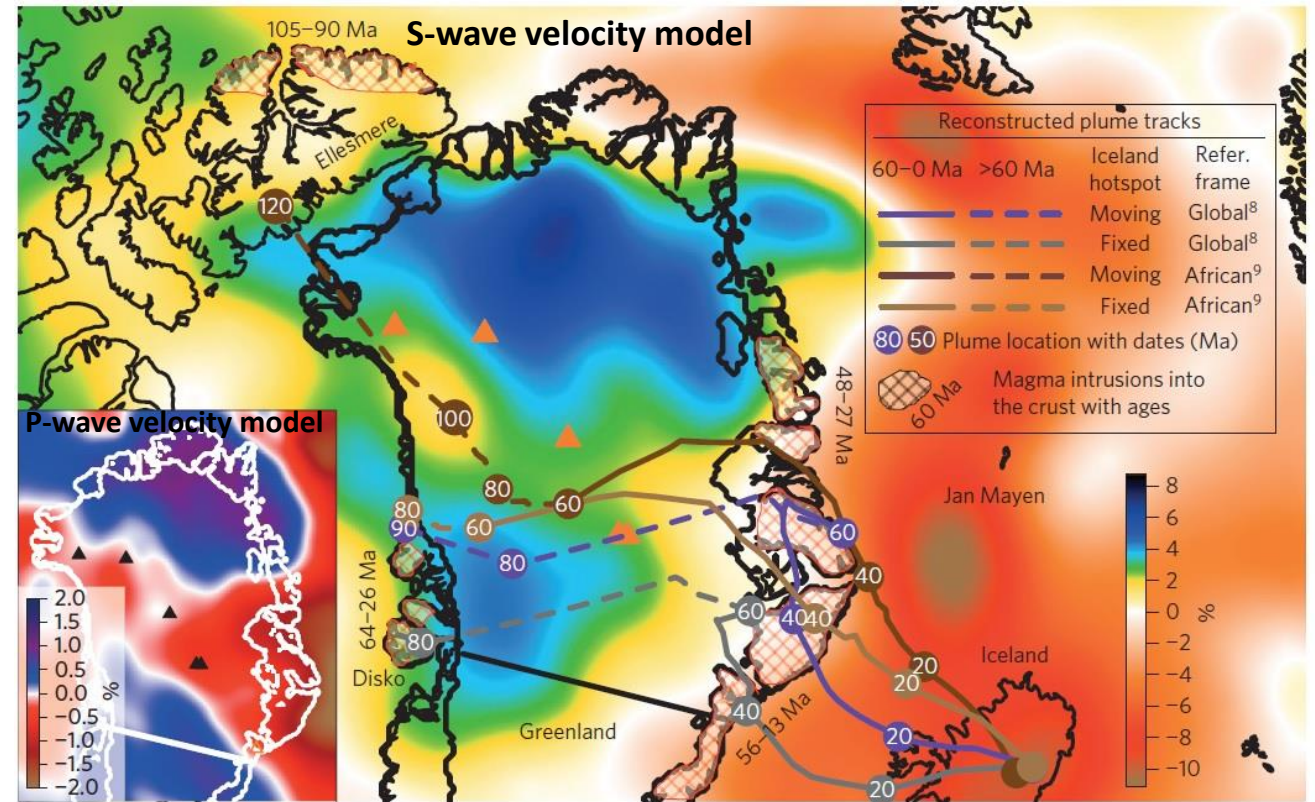 105–90 Ma
S-wave velocity model
Ellesmere
Reconstructed plume tracks
60–0 Ma >60 Ma Iceland hotspot Refer. frame
Moving Global⁸
Fixed Global⁸
Moving African⁹
Fixed African⁹
80 50 Plume location with dates (Ma)
60 Ma Magma intrusions into
the crust with ages
120
48–27 Ma
100
P-wave velocity model
80
60
80
60
90
80
60
40
Jan Mayen
8
6
4
2
0
−2
−4
−6
−8
−10
%
64–26 Ma
80
60
40
40
Disko
Greenland
56–13 Ma
40
20
20
Iceland
20
20
2.0
1.5
1.0
0.5
0.0
−0.5
−1.0
−1.5
−2.0
%